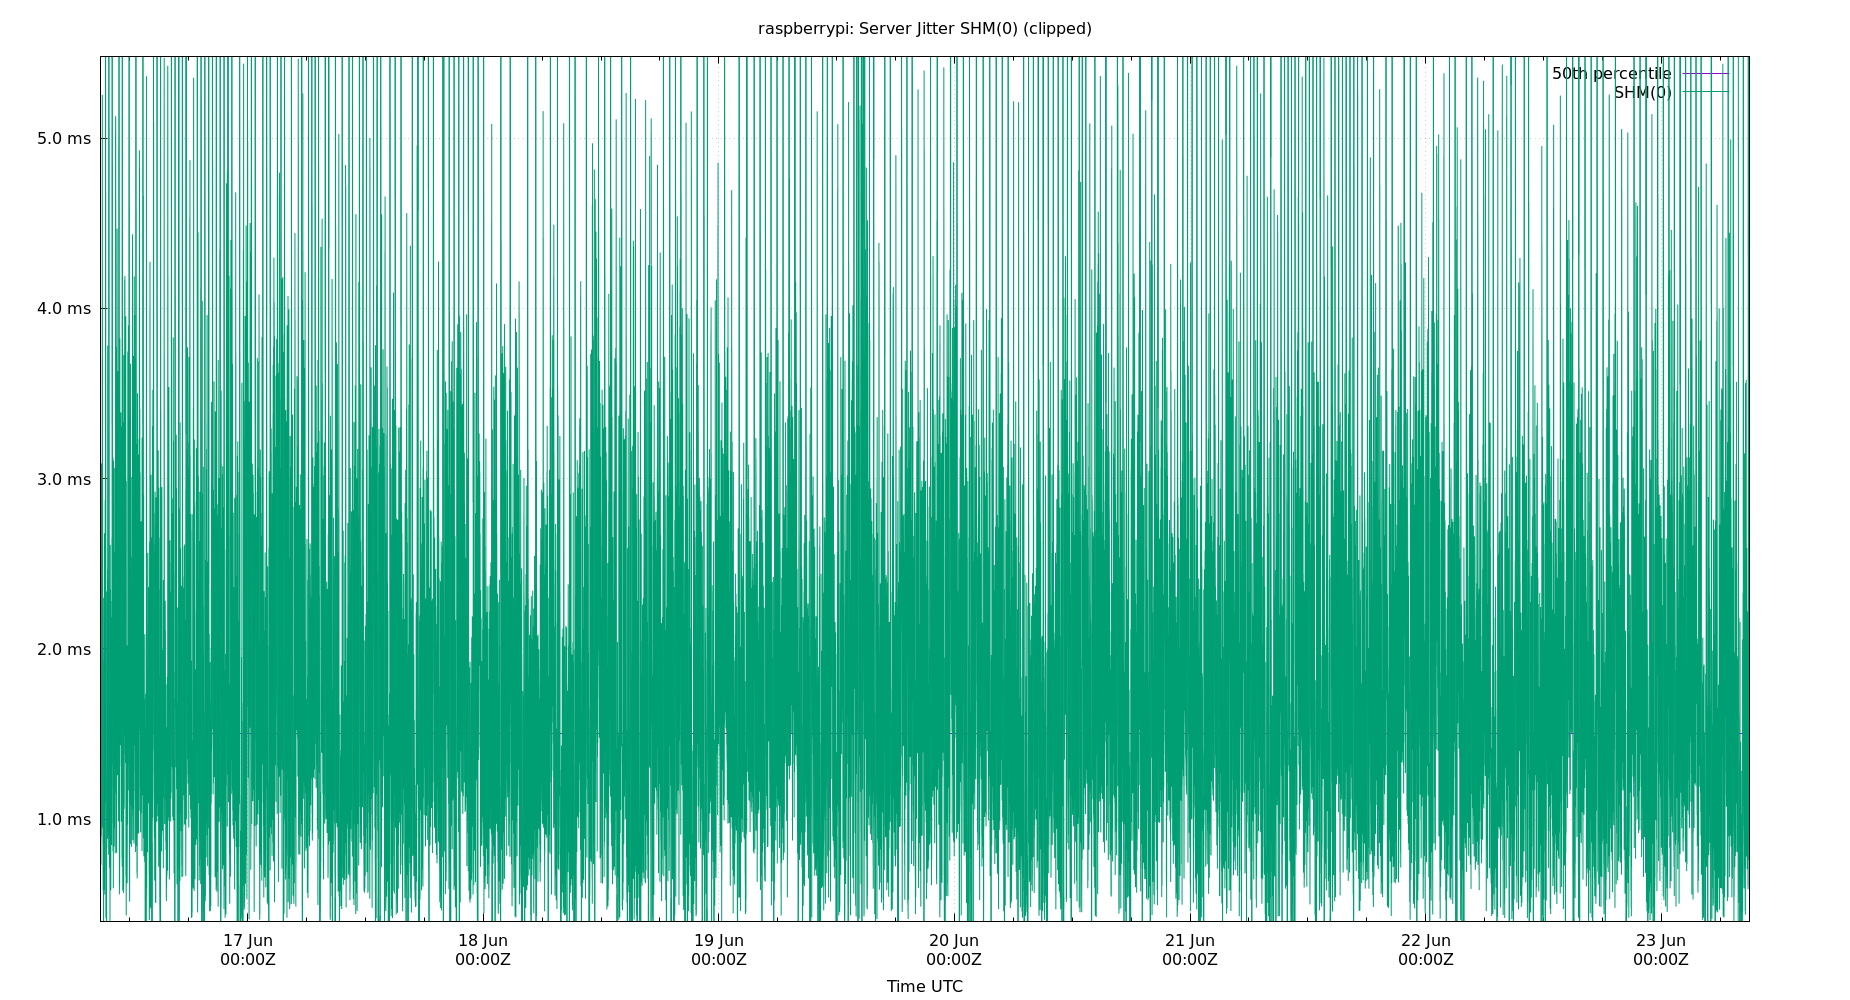 raspberrypi: Server Jitter SHM(0) (clipped)
50th percentile
SHM(0)
5.0 ms
4.0 ms
3.0 ms
2.0 ms
1.0 ms
17 Jun 18 Jun 19 Jun 20 Jun 21 Jun 22 Jun 23 Jun
00:00Z 00:00Z 00:00Z 00:00Z 00:00Z 00:00Z 00:00Z
Time UTC